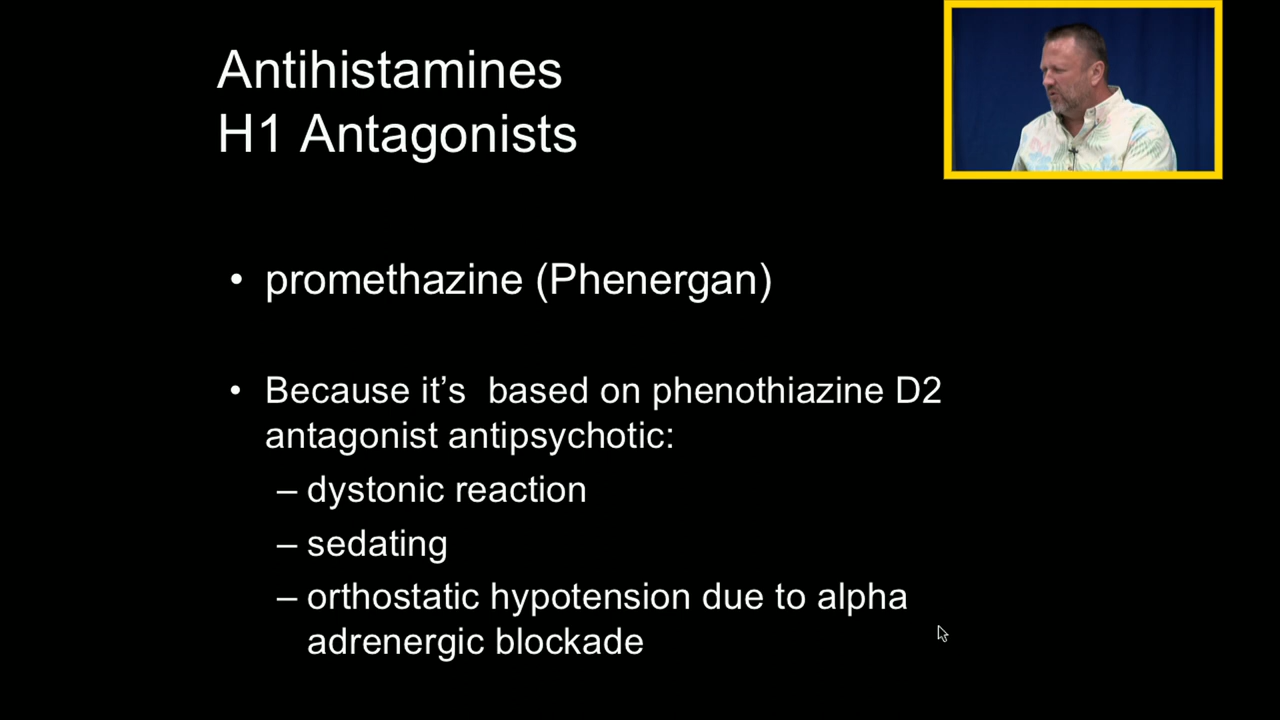 Antihistamines
H1 Antagonists
• promethazine (Phenergan)
• Because it’s  based on phenothiazine D2
antagonist antipsychotic:
– dystonic reaction
– sedating
– orthostatic hypotension due to alpha
adrenergic blockade